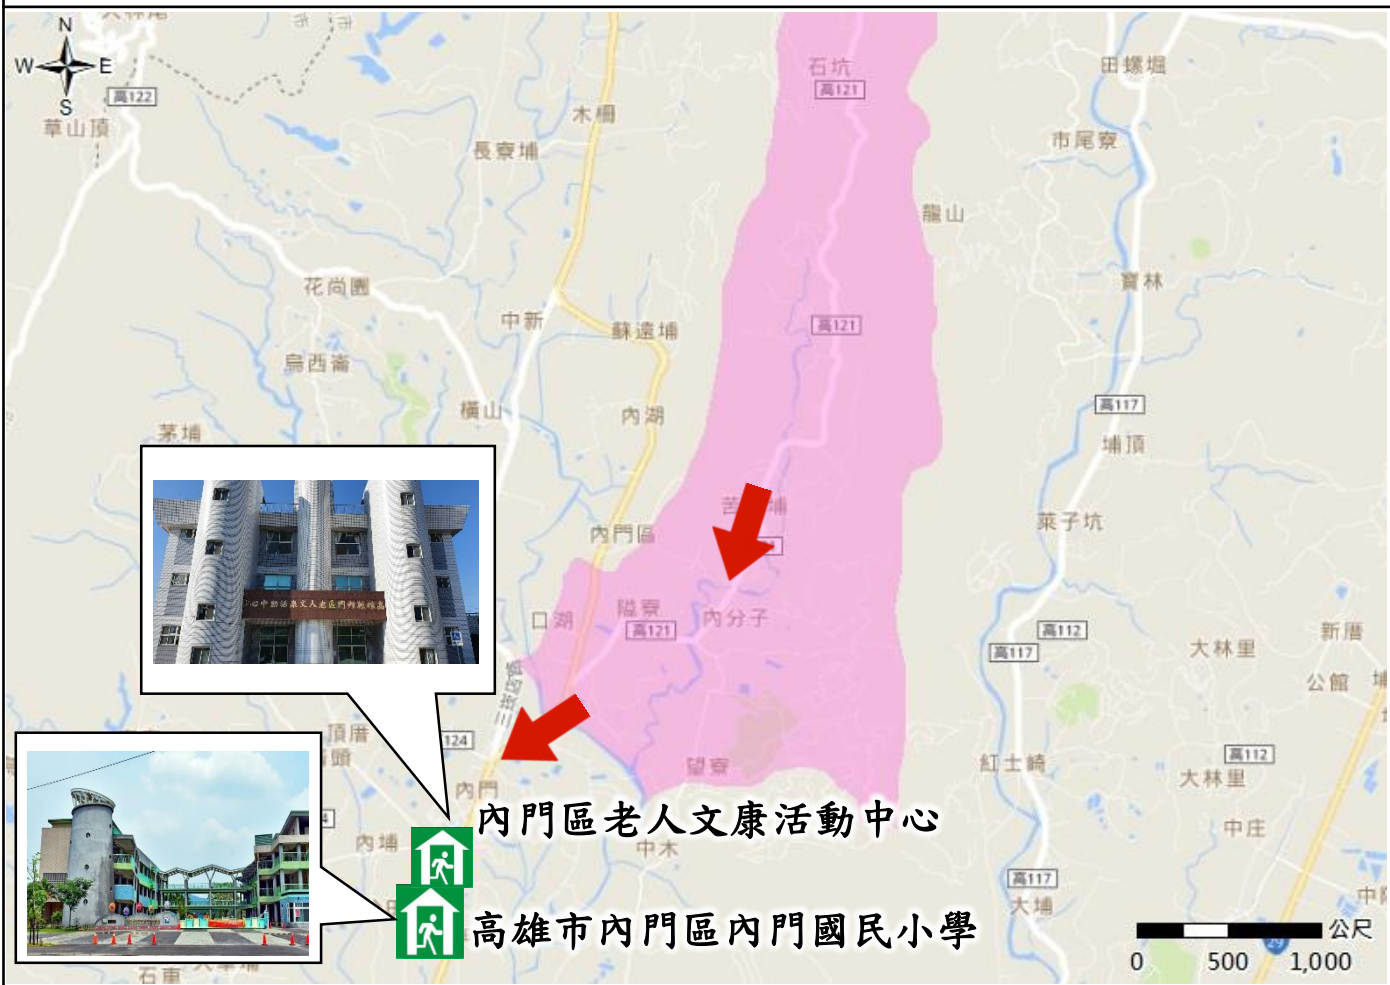 N
W
E
S
高122
草山頂
木柵
長寮埔
石坑
高121
田螺堀
市尾寮
龍山
花尚園
中新
蘇遠埔
高121
寶林
烏西崙
橫山
內湖
高117
茅埔
埔頂
內門區
菜子坑
口湖
隘寮
高121
內分子
高112
高117
大林里
新厝
公館
頂厝
124
內門
望寮
紅土崎
高112
大林里
內門區老人文康活動中心
內埔
中木
中庄
高117
大埔
高雄市內門區內門國民小學
石車
29
公尺
0
500
1,000